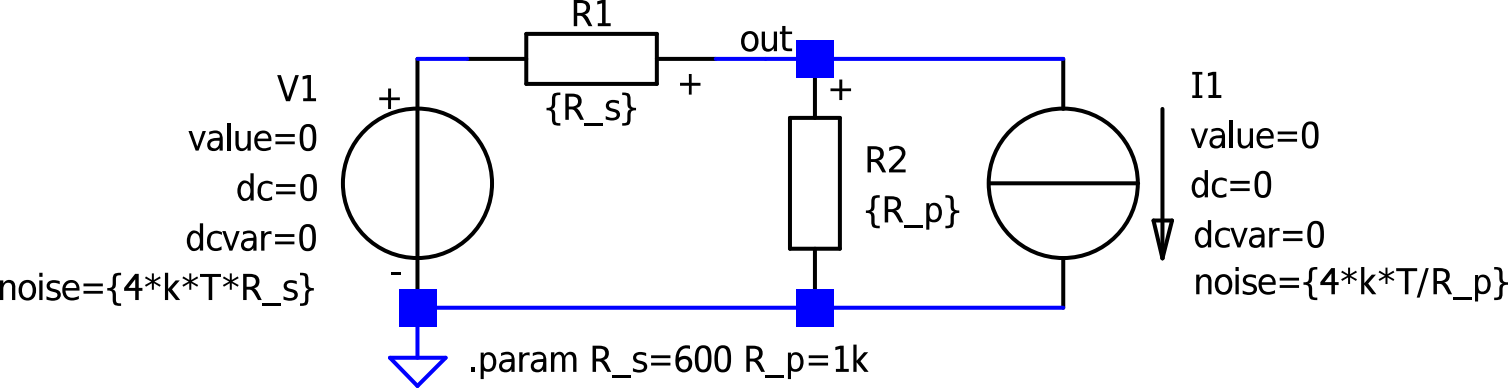 R1
out
V1
+
+
+
I1
{R_s}
value=0
value=0
R2
dc=0
dc=0
{R_p}
dcvar=0
dcvar=0
-
noise={4*k*T*R_s}
noise={4*k*T/R_p}
.param R_s=600 R_p=1k